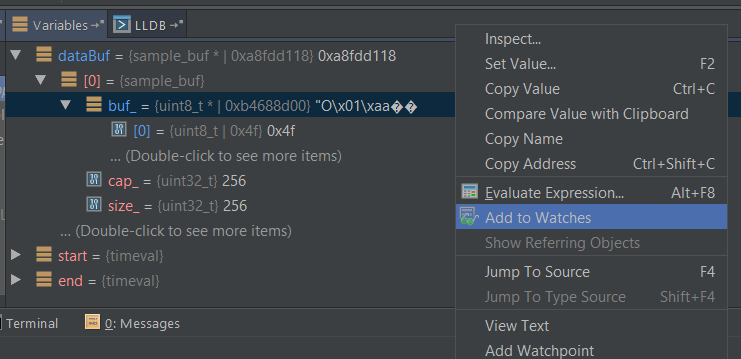 Variables →" LLDB →"
dataBuf = {sample_buf * | 0xa8fdd118} 0xa8fdd118
[0] = {sample_buf}
buf_ = {uint8_t * | 0xb4688d00} "O\x01\xaa��
[0] = {uint8_t | 0x4f} 0x4f
... (Double-click to see more items)
cap_ = {uint32_t} 256
size_ = {uint32_t} 256
... (Double-click to see more items)
start = {timeval}
end = {timeval}
Terminal 0: Messages
Inspect...
Set Value... F2
Copy Value Ctrl+C
Compare Value with Clipboard
Copy Name
Copy Address Ctrl+Shift+C
Evaluate Expression... Alt+F8
Add to Watches
Show Referring Objects
Jump To Source F4
Jump To Type Source Shift+F4
View Text
Add Watchpoint